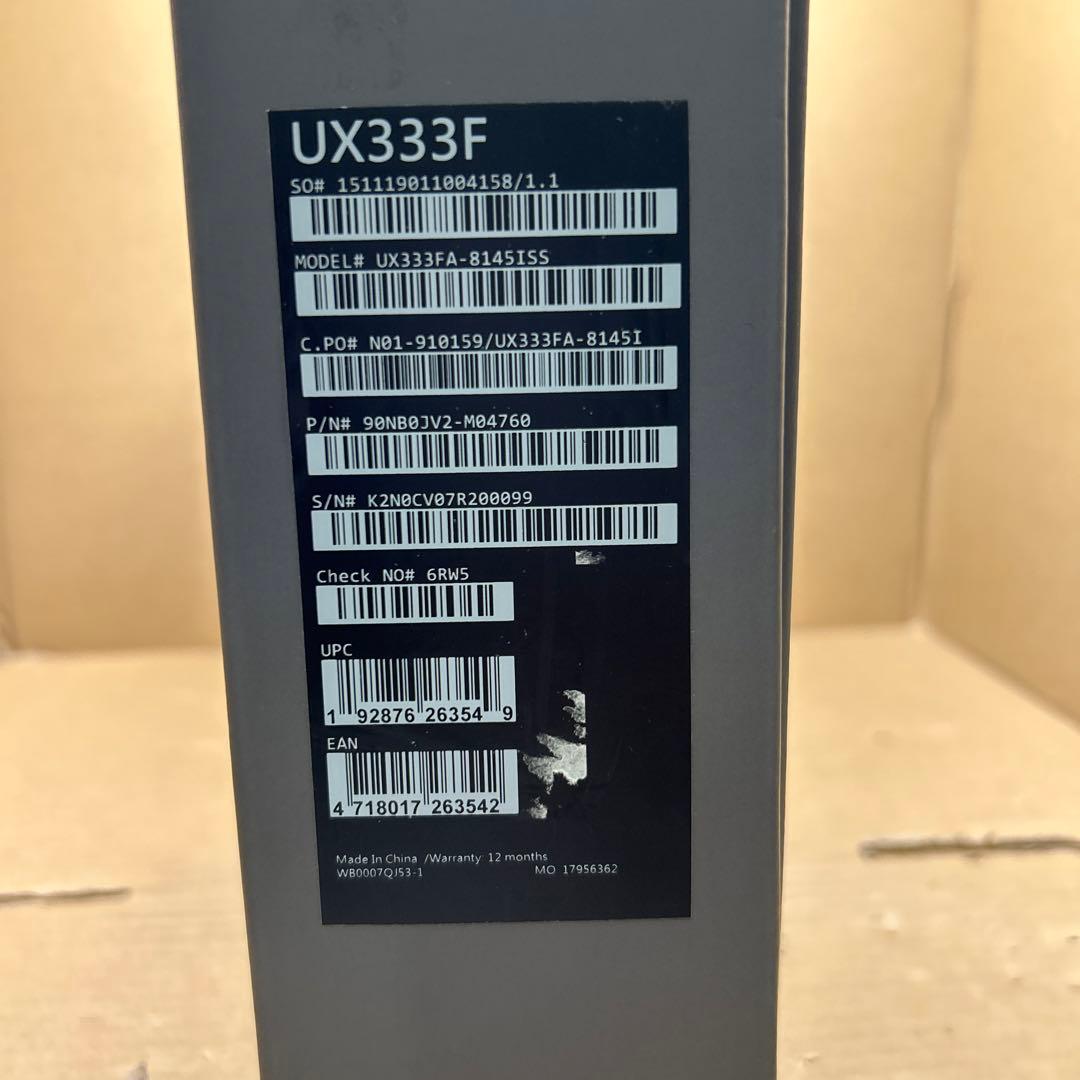 UX333F
SO# 151119011004158/1.1
MODEL# UX333FA-8145ISS
C.PO# N01-910159/UX333FA-8145I
P/N# 90NB0JV2-M04760
S/N# K2N0CV07R200099
Check NO# 6RW5
UPC
1 92876 26354 9
EAN
4 718017 263542
Made In China /Warranty: 12 months
WB0007QJ53-1 MO 17956362